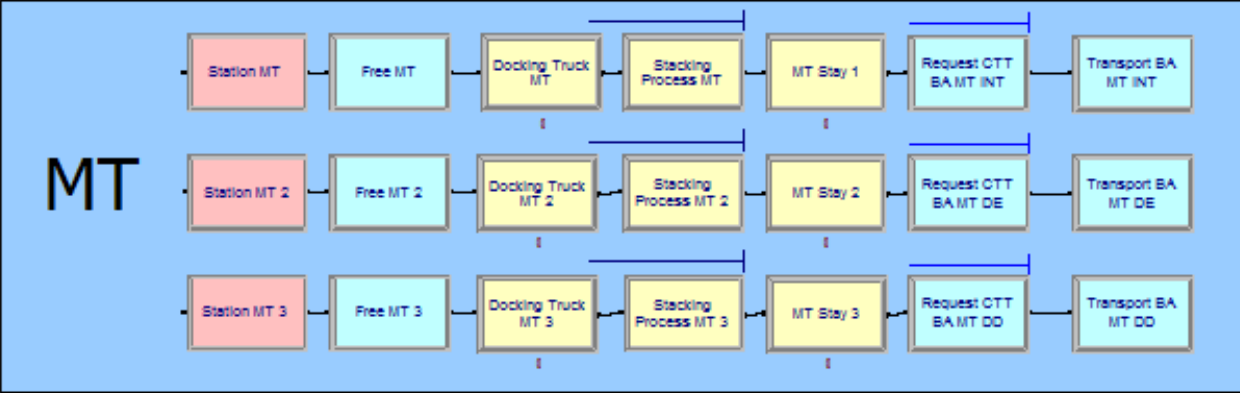 MT
Station MT
Free MT
Docking Truck
MT
Stacking
Process MT
MT Stay 1
Request CTT
BA MT INT
Transport BA
MT INT
Station MT 2
Free MT 2
Docking Truck
MT 2
Stacking
Process MT 2
MT Stay 2
Request CTT
BA MT DE
Transport BA
MT DE
Station MT 3
Free MT 3
Docking Truck
MT 3
Stacking
Process MT 3
MT Stay 3
Request CTT
BA MT DD
Transport BA
MT DD